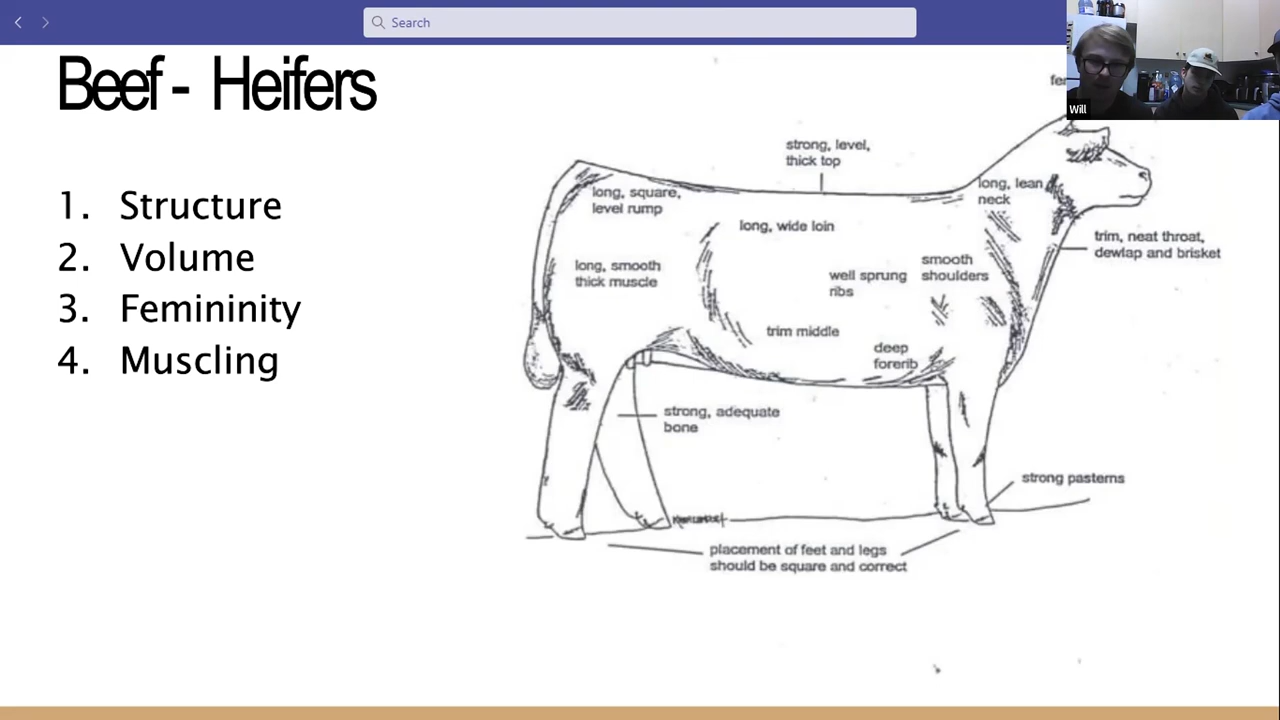 Search
Beef - Heifers
Will
1. Structure
2. Volume
3. Femininity
4. Muscling
strong, level,
thick top
long, square,
level rump
long, lean
neck
long, wide loin
trim, neat throat,
dewlap and brisket
long, smooth
thick muscle
smooth
shoulders
well sprung
ribs
trim middle
deep
forerib
strong, adequate
bone
strong pasterns
placement of feet and legs
should be square and correct